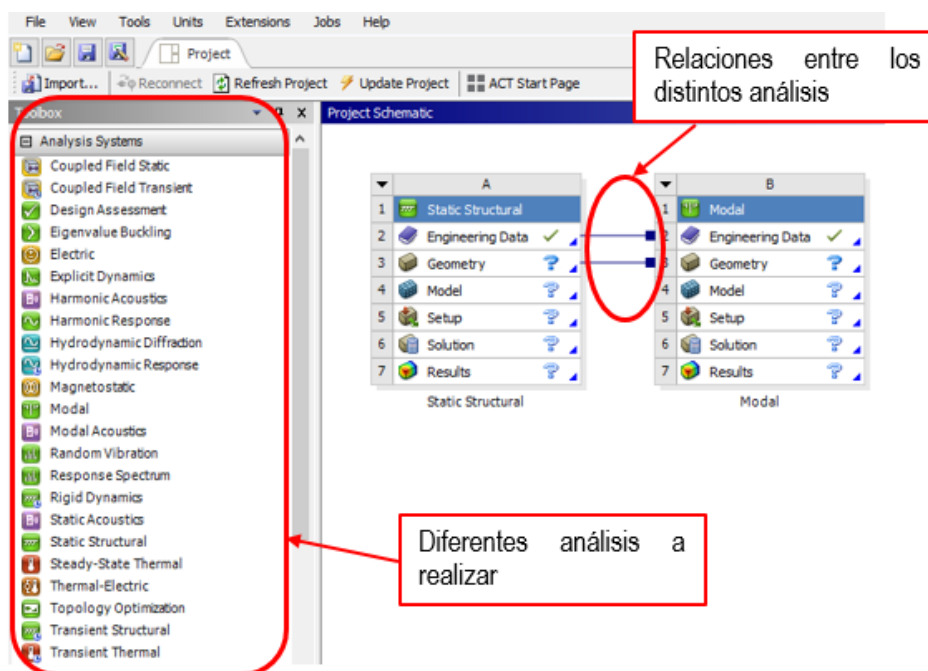 File View Tools Units Extensions Jobs Help
Project
Import... Reconnect Refresh Project Update Project ACT Start Page
Relaciones entre los
distintos análisis
Toolbox
Project Schematic
Analysis Systems
Coupled Field Static
Coupled Field Transient
Design Assessment
Eigenvalue Buckling
Electric
Explicit Dynamics
Harmonic Acoustics
Harmonic Response
Hydrodynamic Diffraction
Hydrodynamic Response
Magnetostatic
Modal
Modal Acoustics
Random Vibration
Response Spectrum
Rigid Dynamics
Static Acoustics
Static Structural
Steady-State Thermal
Thermal-Electric
Topology Optimization
Transient Structural
Transient Thermal
A
1 Static Structural
2 Engineering Data
3 Geometry
4 Model
5 Setup
6 Solution
7 Results
Static Structural
B
1 Modal
2 Engineering Data
3 Geometry
4 Model
5 Setup
6 Solution
7 Results
Modal
Diferentes análisis a
realizar